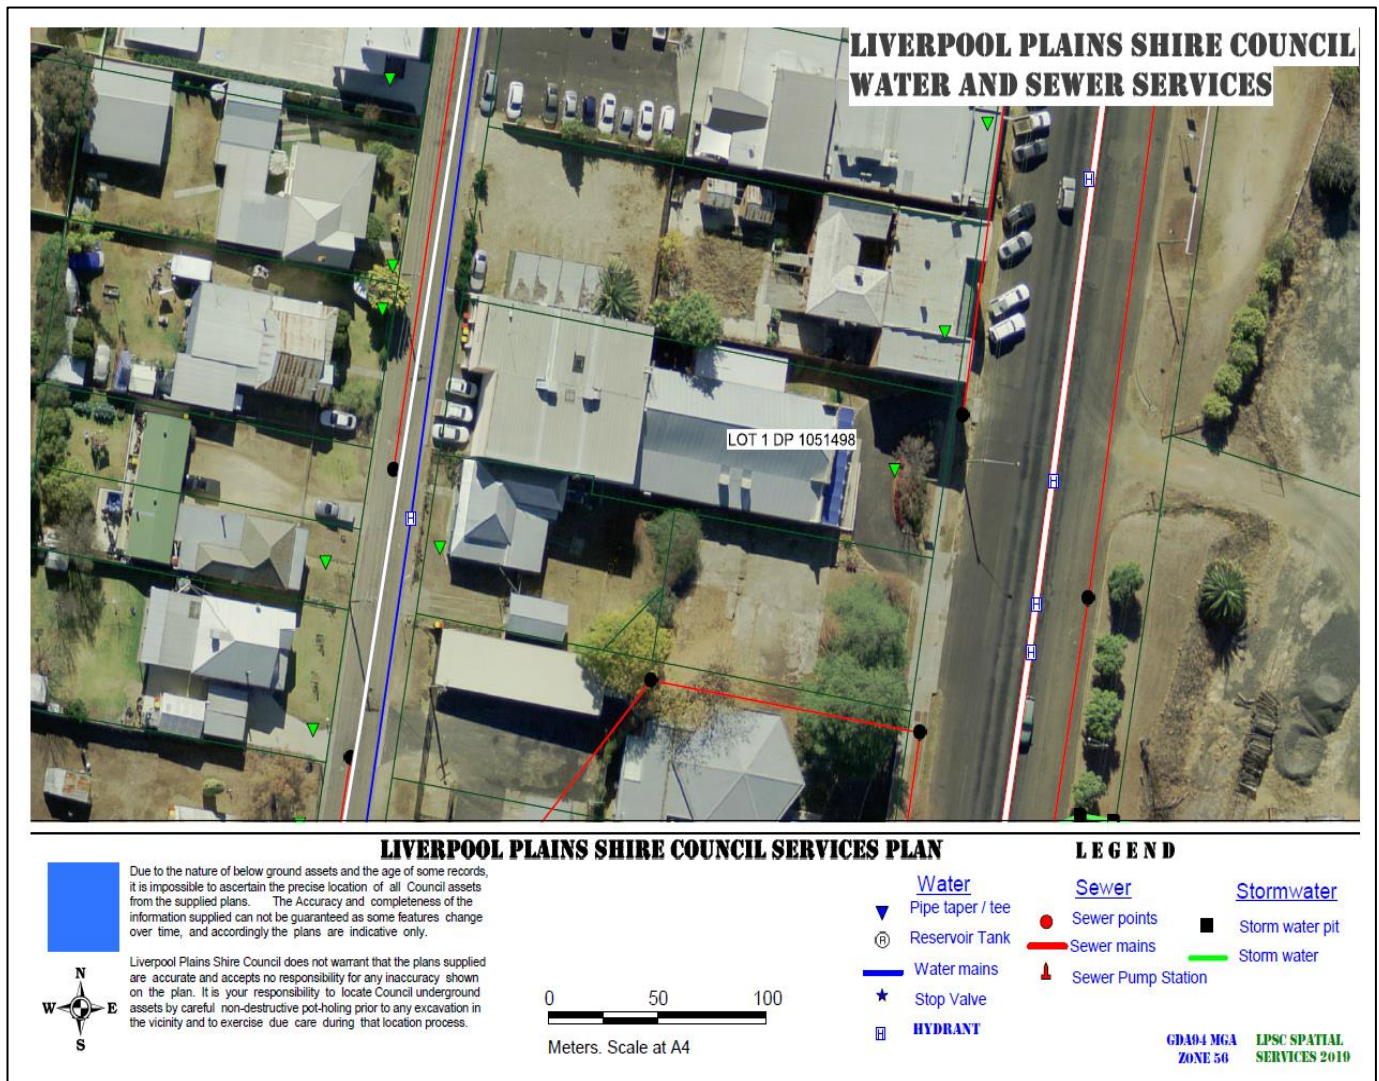 LIVERPOOL PLAINS SHIRE COUNCIL
WATER AND SEWER SERVICES
H
LOT 1 DP 1051498
H
H
H
H
LIVERPOOL PLAINS SHIRE COUNCIL SERVICES PLAN
Due to the nature of below ground assets and the age of some records,
it is impossible to ascertain the precise location of all Council assets
from the supplied plans. The Accuracy and completeness of the
information supplied can not be guaranteed as some features change
over time, and accordingly the plans are indicative only.
Liverpool Plains Shire Council does not warrant that the plans supplied
are accurate and accepts no responsibility for any inaccuracy shown
on the plan. It is your responsibility to locate Council underground
assets by careful non-destructive pot-holing prior to any excavation in
the vicinity and to exercise due care during that location process.
N
W E
S
0 50 100
Meters. Scale at A4
LEGEND
Water
Pipe taper / tee
R Reservoir Tank
Water mains
Stop Valve
H HYDRANT
Sewer
Sewer points
Sewer mains
Sewer Pump Station
Stormwater
Storm water pit
Storm water
GDA94 MGA
ZONE 56
LPSC SPATIAL
SERVICES 2019